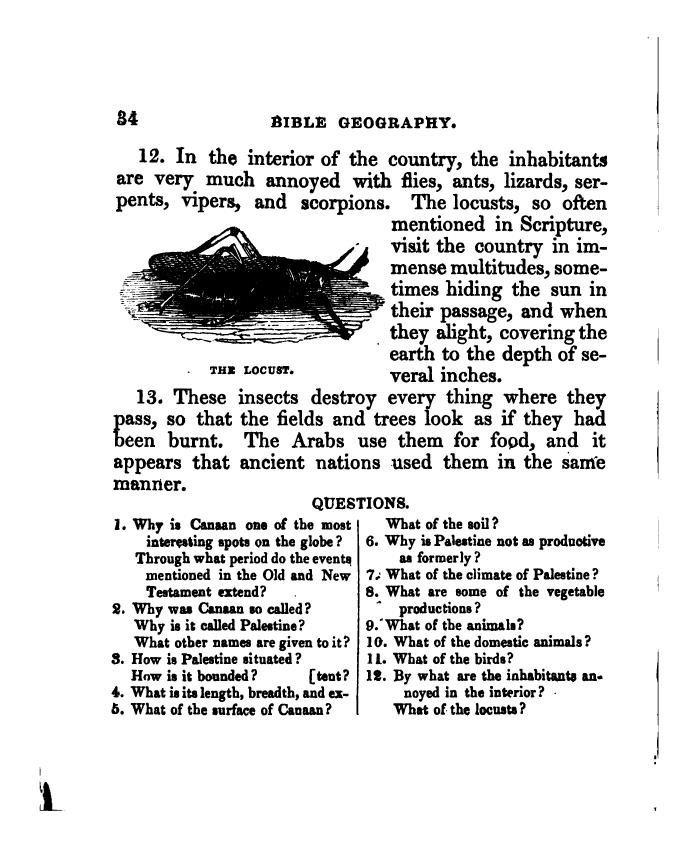 34
BIBLE GEOGRAPHY.
12. In the interior of the country, the inhabitants
are very much annoyed with flies, ants, lizards, ser-
pents, vipers, and scorpions. The locusts, so often
mentioned in Scripture,
visit the country in im-
mense multitudes, some-
times hiding the sun in
their passage, and when
they alight, covering the
earth to the depth of se-
veral inches.
THE LOCUST.
13. These insects destroy every thing where they
pass, so that the fields and trees look as if they had
been burnt. The Arabs use them for food, and it
appears that ancient nations used them in the same
manner.
QUESTIONS.
1. Why is Canaan one of the most
interesting spots on the globe?
Through what period do the events
mentioned in the Old and New
Testament extend?
2. Why was Canaan so called?
Why is it called Palestine?
What other names are given to it?
3. How is Palestine situated?
How is it bounded? [tent?
4. What is its length, breadth, and ex-
5. What of the surface of Canaan?
What of the soil?
6. Why is Palestine not as productive
as formerly?
7. What of the climate of Palestine?
8. What are some of the vegetable
productions?
9. What of the animals?
10. What of the domestic animals?
11. What of the birds?
12. By what are the inhabitants an-
noyed in the interior?
What of the locusts?